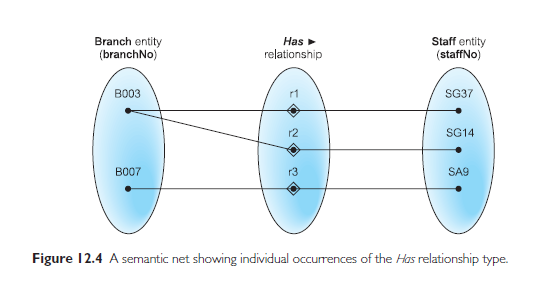 Branch entity
(branchNo)
Has ►
relationship
Staff entity
(staffNo)
B003
r1
SG37
r2
SG14
B007
r3
SA9
Figure 12.4 A semantic net showing individual occurrences of the Has relationship type.